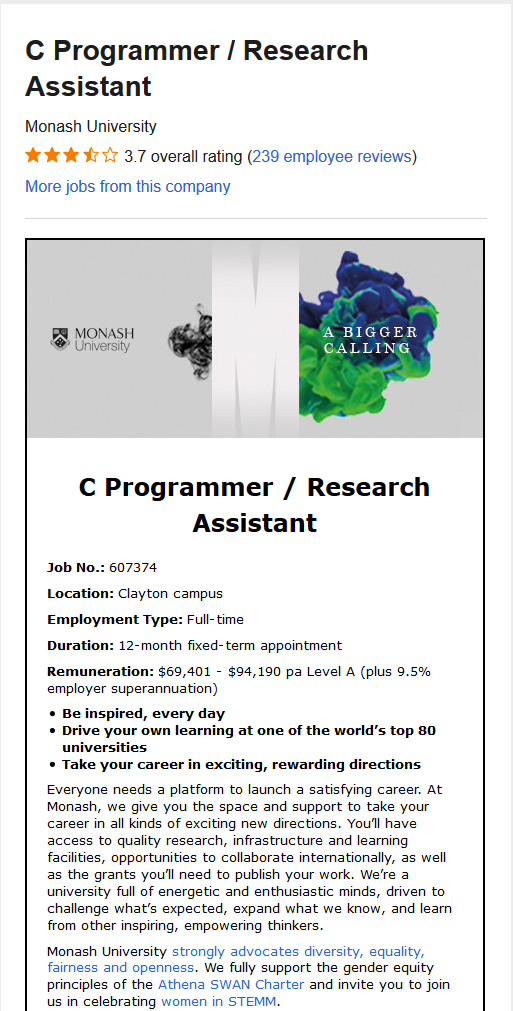 C Programmer / Research
Assistant
Monash University
3.7 overall rating (239 employee reviews)
More jobs from this company
MONASH
University
A BIGGER
CALLING
C Programmer / Research
Assistant
Job No.: 607374
Location: Clayton campus
Employment Type: Full-time
Duration: 12-month fixed-term appointment
Remuneration: $69,401 - $94,190 pa Level A (plus 9.5%
employer superannuation)
• Be inspired, every day
• Drive your own learning at one of the world’s top 80
universities
• Take your career in exciting, rewarding directions
Everyone needs a platform to launch a satisfying career. At
Monash, we give you the space and support to take your
career in all kinds of exciting new directions. You’ll have
access to quality research, infrastructure and learning
facilities, opportunities to collaborate internationally, as well
as the grants you’ll need to publish your work. We’re a
university full of energetic and enthusiastic minds, driven to
challenge what’s expected, expand what we know, and learn
from other inspiring, empowering thinkers.
Monash University strongly advocates diversity, equality,
fairness and openness. We fully support the gender equity
principles of the Athena SWAN Charter and invite you to join
us in celebrating women in STEMM.